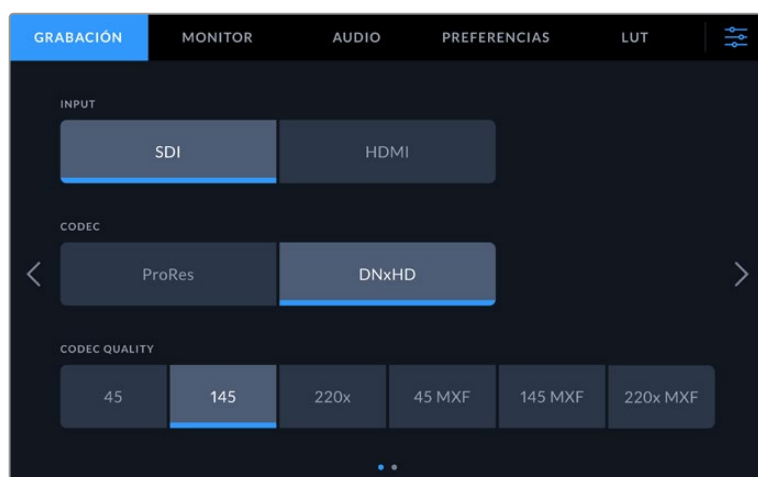 GRABACIÓN MONITOR AUDIO PREFERENCIAS LUT
INPUT
SDI HDMI
CODEC
ProRes DNxHD
CODEC QUALITY
45 145 220x 45 MXF 145 MXF 220x MXF